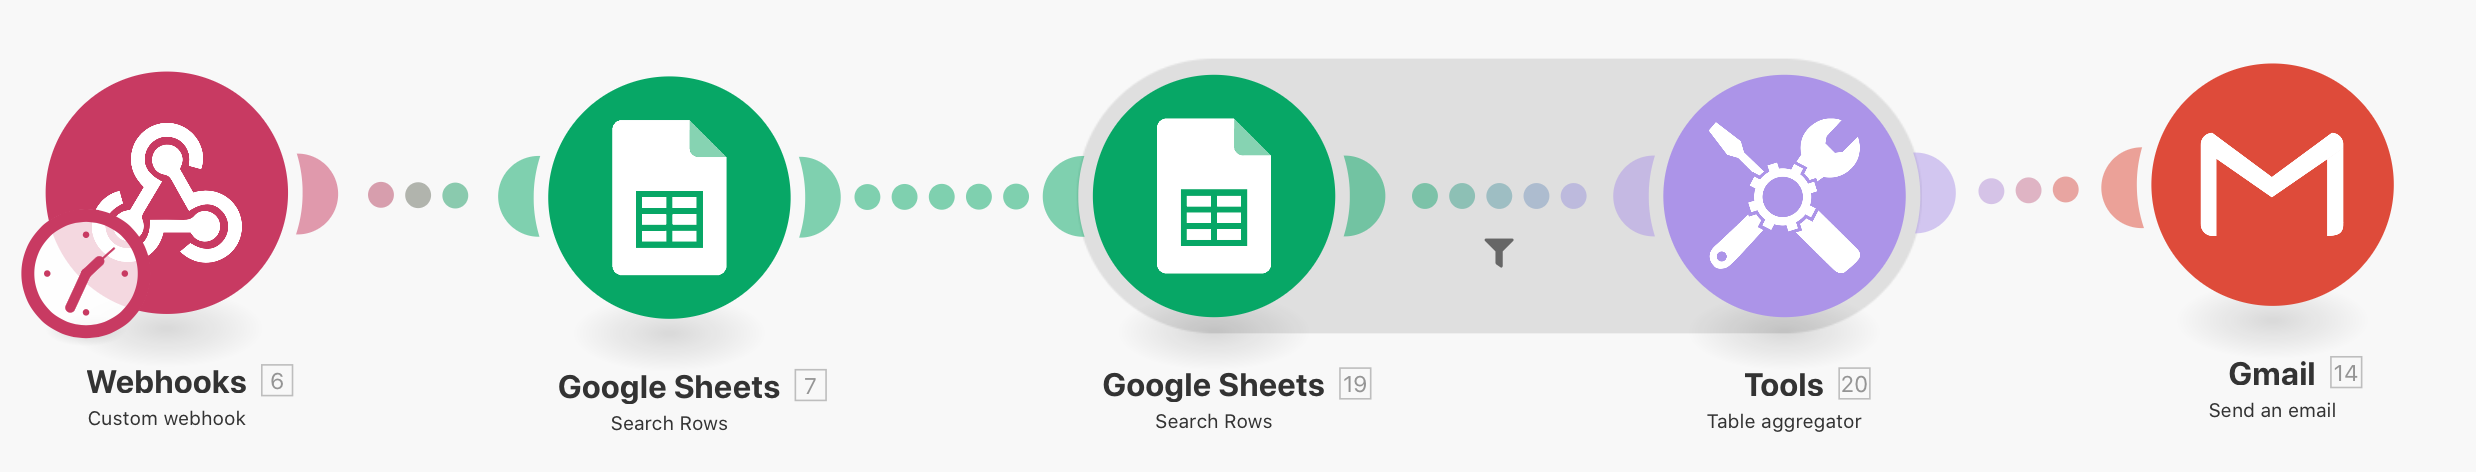 Webhooks 6
Custom webhook
Google Sheets 7
Search Rows
Google Sheets 19
Search Rows
Tools 20
Table aggregator
Gmail 14
Send an email